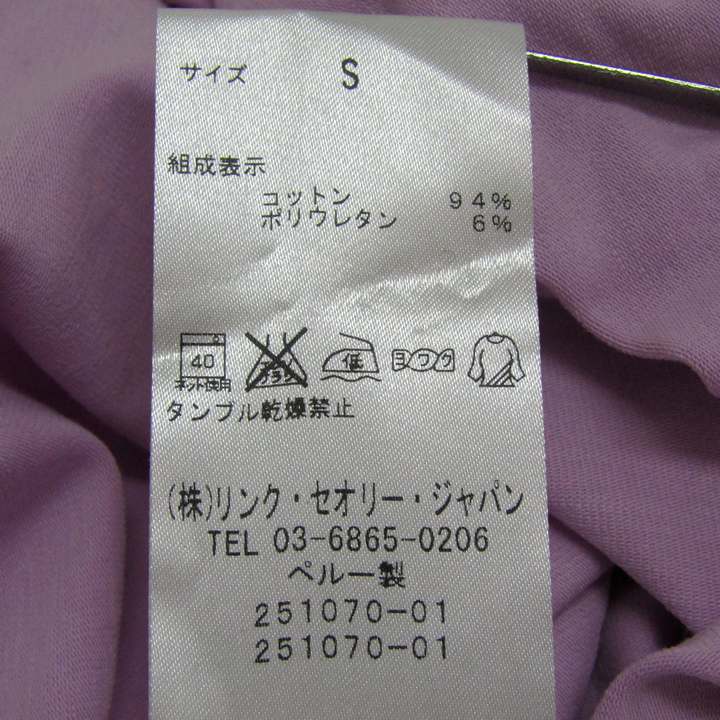 サイズ S
組成表示
コットン 94%
ポリウレタン 6%
40 低 ヨワク
ネット使用
タンブル乾燥禁止
(株)リンク・セオリー・ジャパン
TEL 03-6865-0206
ペルー製
251070-01
251070-01